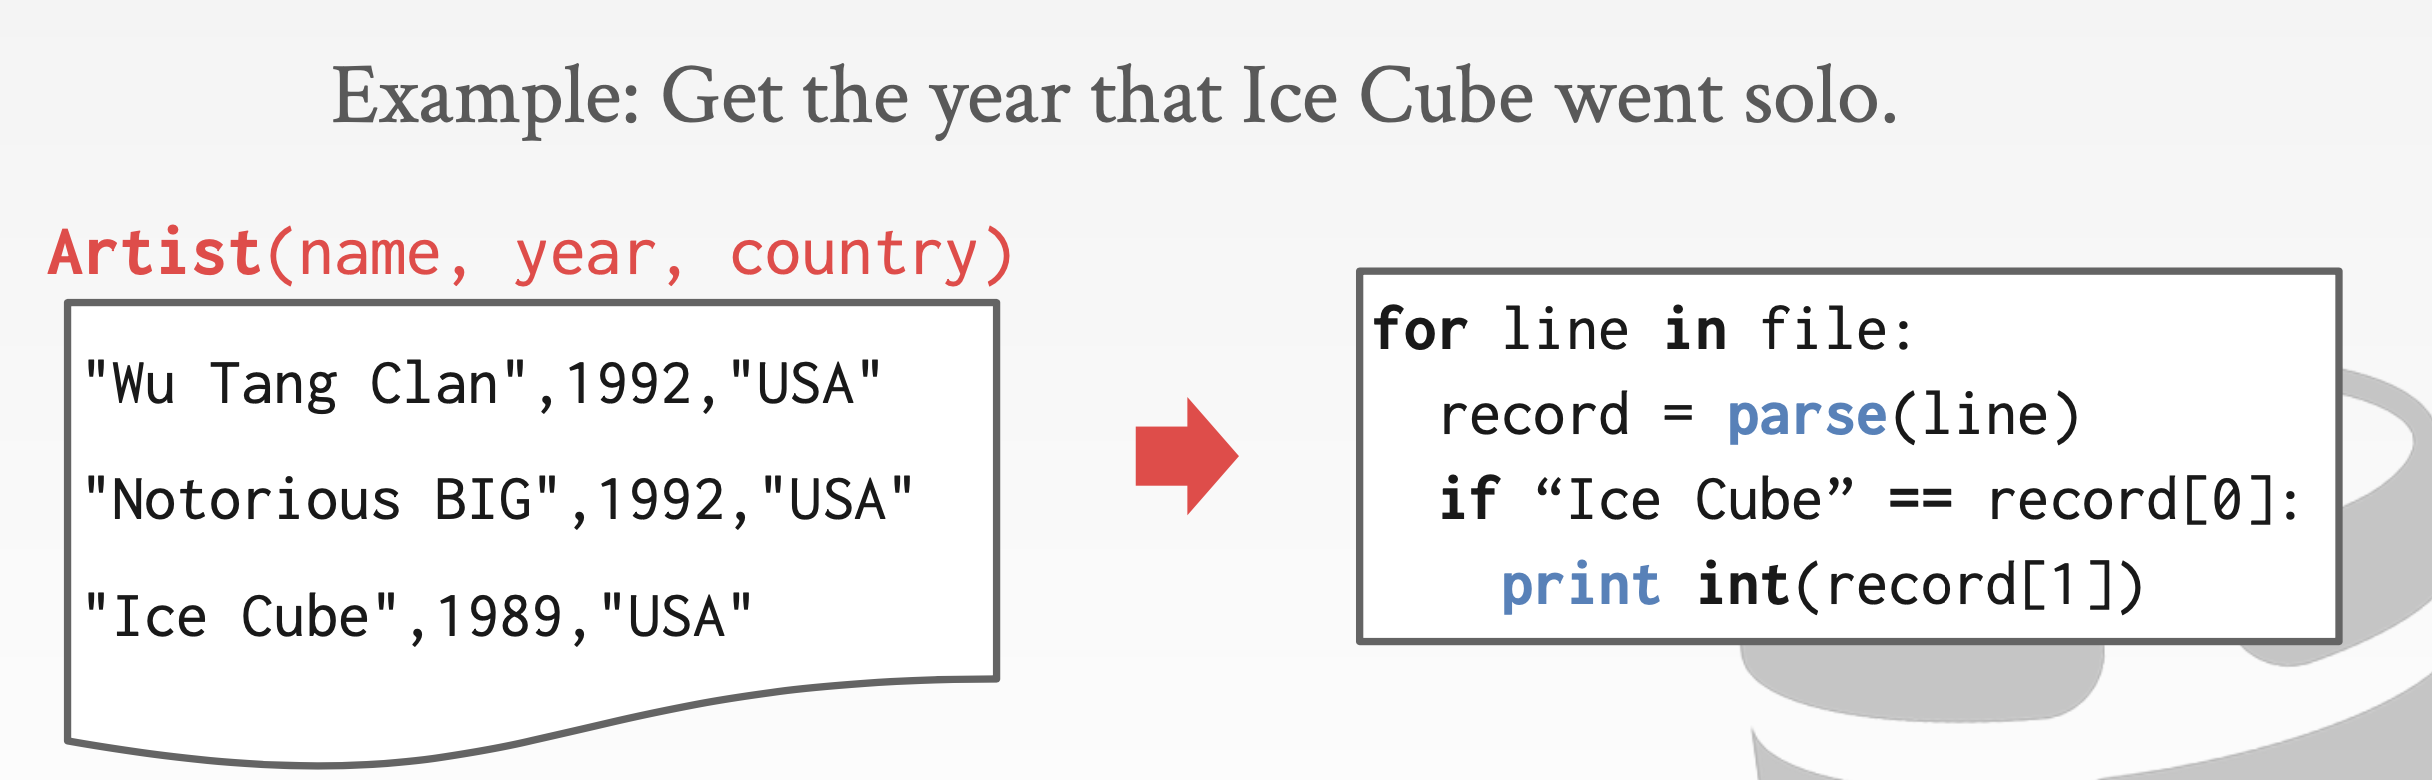 Example: Get the year that Ice Cube went solo.
Artist(name, year, country)
"Wu Tang Clan",1992,"USA"
"Notorious BIG",1992,"USA"
"Ice Cube",1989,"USA"
for line in file:
  record = parse(line)
  if “Ice Cube” == record[0]:
    print int(record[1])